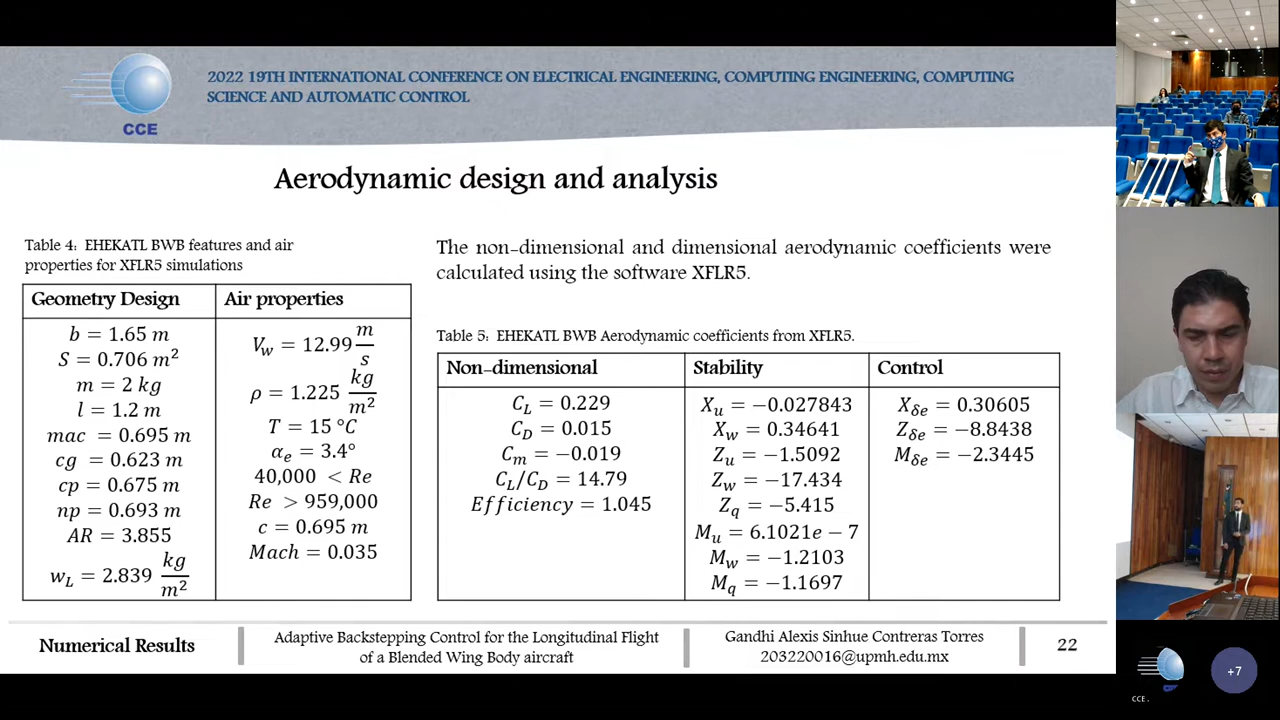 2022 19TH INTERNATIONAL CONFERENCE ON ELECTRICAL ENGINEERING, COMPUTING ENGINEERING, COMPUTING
SCIENCE AND AUTOMATIC CONTROL
CCE
Aerodynamic design and analysis
Table 4: EHEKATL BWB features and air
properties for XFLR5 simulations
Geometry Design
b = 1.65 m
S = 0.706 m²
m = 2 kg
l = 1.2 m
mac = 0.695 m
cg = 0.623 m
cp = 0.675 m
np = 0.693 m
AR = 3.855
w_L = 2.839 kg/m²
Air properties
V_w = 12.99 m/s
ρ = 1.225 kg/m²
T = 15 °C
α_e = 3.4°
40,000 < Re
Re > 959,000
c = 0.695 m
Mach = 0.035
The non-dimensional and dimensional aerodynamic coefficients were
calculated using the software XFLR5.
Table 5: EHEKATL BWB Aerodynamic coefficients from XFLR5.
Non-dimensional
C_L = 0.229
C_D = 0.015
C_m = −0.019
C_L/C_D = 14.79
Efficiency = 1.045
Stability
X_u = −0.027843
X_w = 0.34641
Z_u = −1.5092
Z_w = −17.434
Z_q = −5.415
M_u = 6.1021e − 7
M_w = −1.2103
M_q = −1.1697
Control
X_δe = 0.30605
Z_δe = −8.8438
M_δe = −2.3445
Numerical Results
Adaptive Backstepping Control for the Longitudinal Flight
of a Blended Wing Body aircraft
Gandhi Alexis Sinhue Contreras Torres
203220016@upmh.edu.mx
22
CCE.
+7